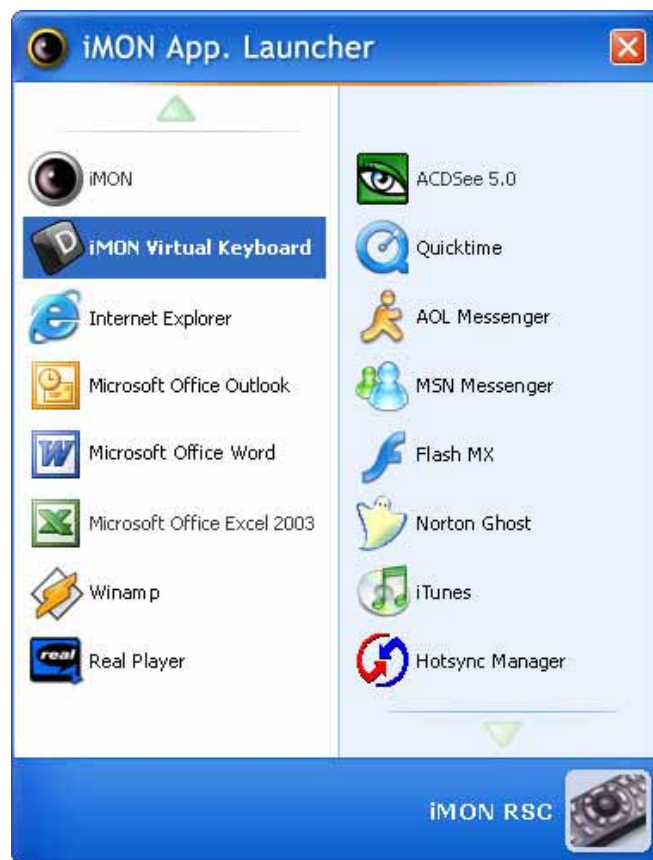 iMON App. Launcher
iMON
iMON Virtual Keyboard
Internet Explorer
Microsoft Office Outlook
Microsoft Office Word
Microsoft Office Excel 2003
Winamp
real
Real Player
ACDSee 5.0
Quicktime
AOL Messenger
MSN Messenger
Flash MX
Norton Ghost
iTunes
Hotsync Manager
iMON RSC